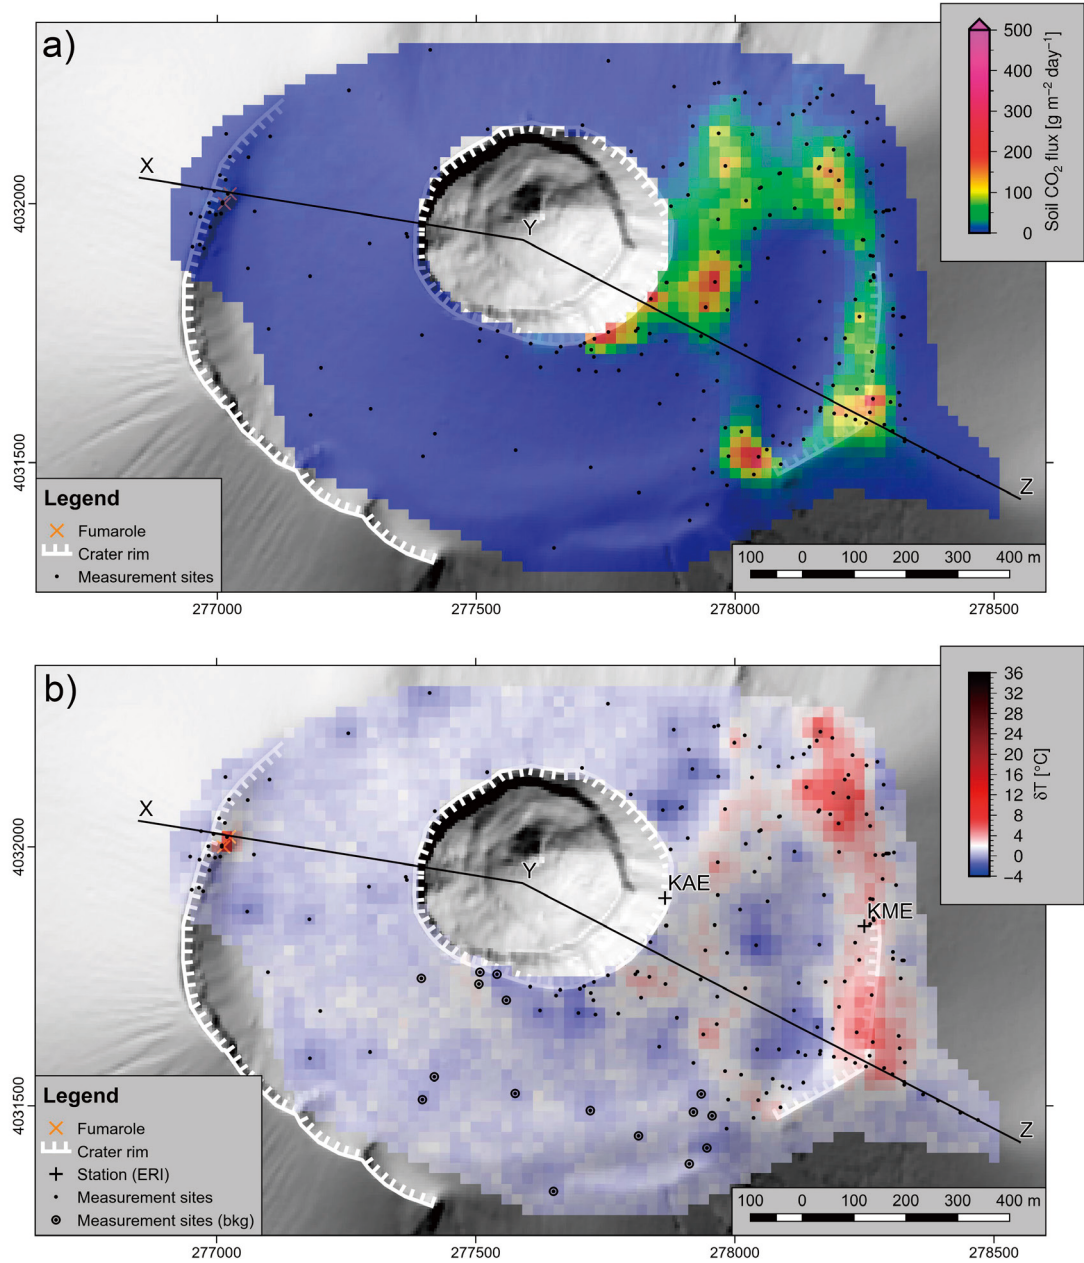 a)
500
400
300
200
100
0
Soil CO₂ flux [g m⁻² day⁻¹]
X
Y
Z
4032000
4031500
Legend
Fumarole
Crater rim
Measurement sites
100 0 100 200 300 400 m
277000 277500 278000 278500
b)
36
32
28
24
20
16
12
8
4
0
−4
δT [°C]
X
Y
KAE
KME
Z
4032000
4031500
Legend
Fumarole
Crater rim
Station (ERI)
Measurement sites
Measurement sites (bkg)
100 0 100 200 300 400 m
277000 277500 278000 278500